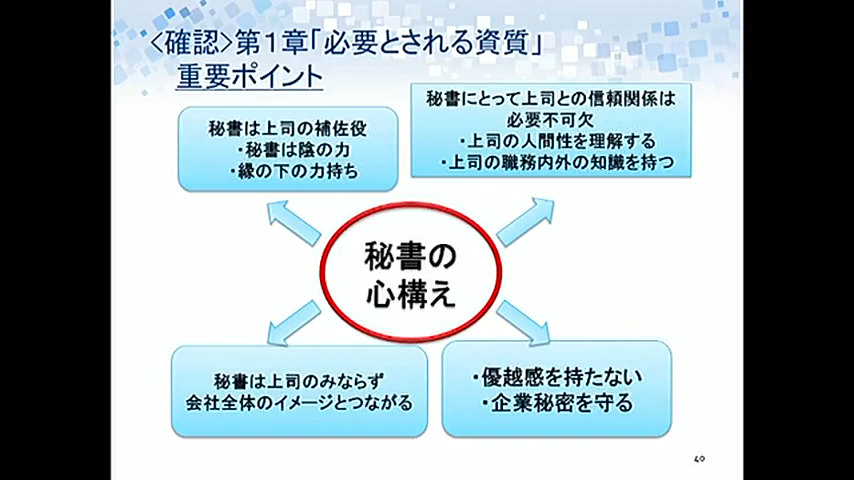 <確認>第1章「必要とされる資質」
重要ポイント
秘書は上司の補佐役
・秘書は陰の力
・縁の下の力持ち
秘書にとって上司との信頼関係は
必要不可欠
・上司の人間性を理解する
・上司の職務内外の知識を持つ
秘書の
心構え
秘書は上司のみならず
会社全体のイメージとつながる
・優越感を持たない
・企業秘密を守る
40